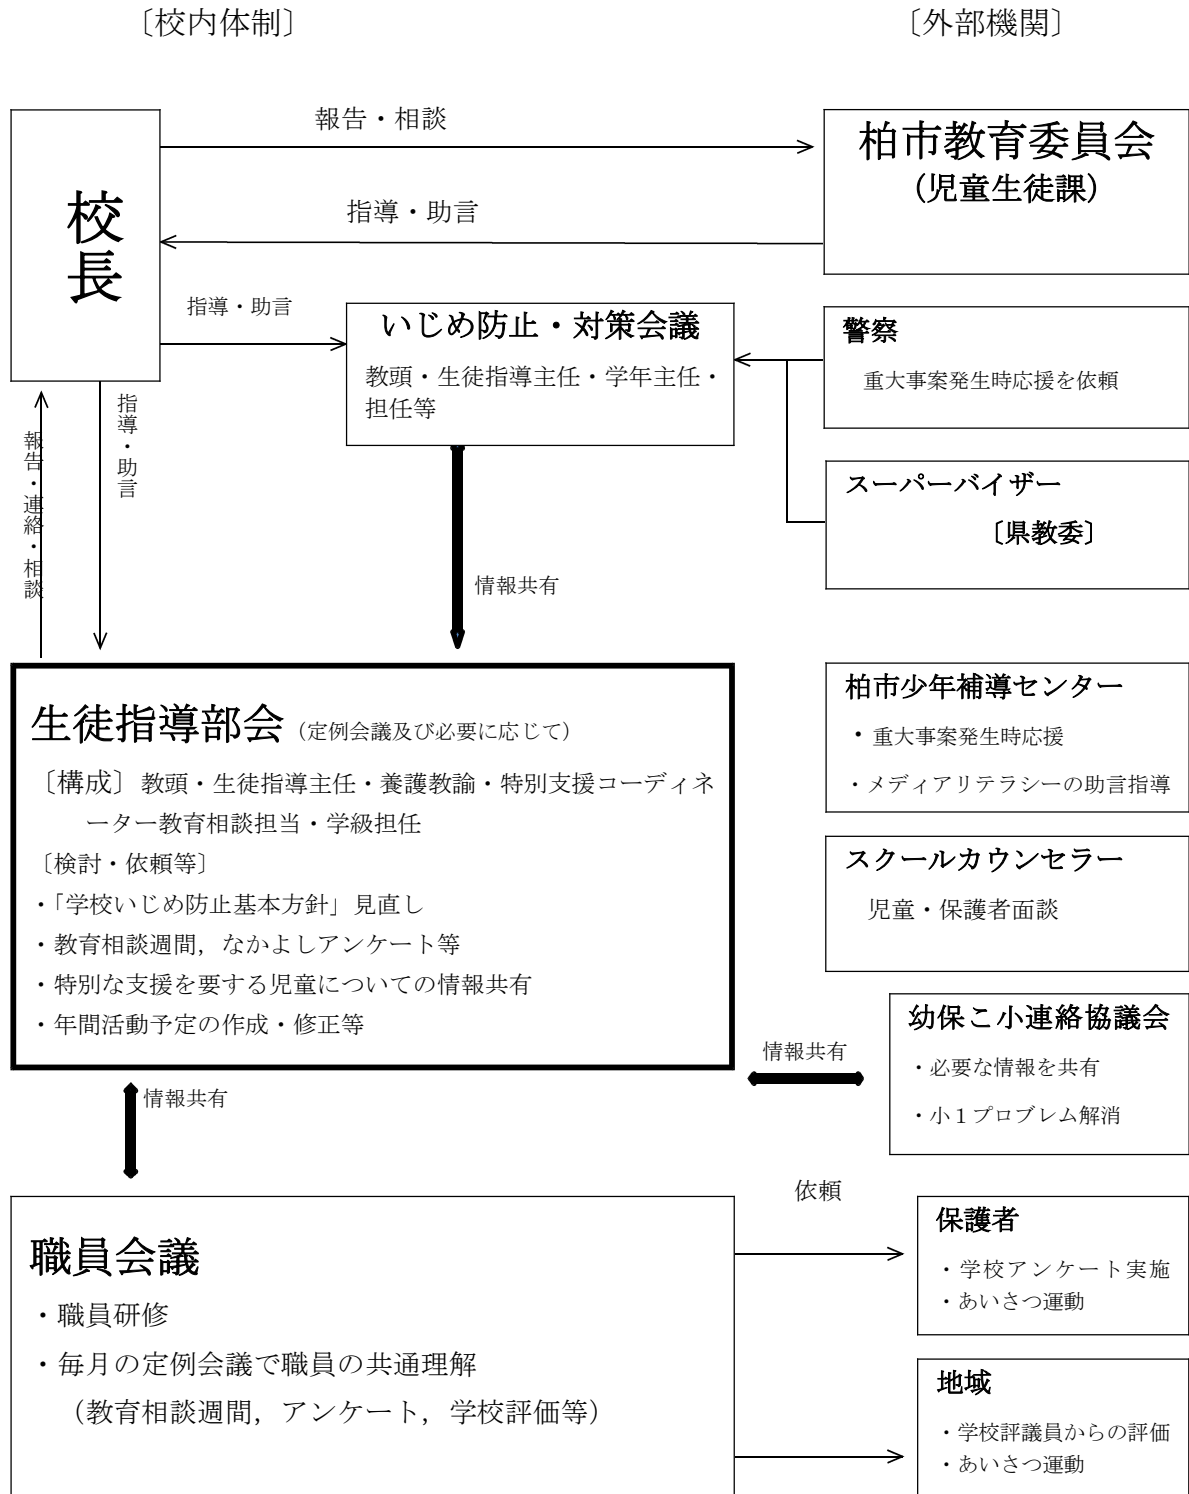 〔校内体制〕
〔外部機関〕
報告・相談
校長
柏市教育委員会
（児童生徒課）
指導・助言
指導・助言
いじめ防止・対策会議
教頭・生徒指導主任・学年主任・
担任等
警察
重大事案発生時応援を依頼
指導・助言
報告・連絡・相談
スーパーバイザー
〔県教委〕
情報共有
生徒指導部会（定例会議及び必要に応じて）
〔構成〕教頭・生徒指導主任・養護教諭・特別支援コーディネ
ーター教育相談担当・学級担任
〔検討・依頼等〕
・「学校いじめ防止基本方針」見直し
・教育相談週間，なかよしアンケート等
・特別な支援を要する児童についての情報共有
・年間活動予定の作成・修正等
柏市少年補導センター
・重大事案発生時応援
・メディアリテラシーの助言指導
スクールカウンセラー
児童・保護者面談
幼保こ小連絡協議会
・必要な情報を共有
・小１プロブレム解消
情報共有
情報共有
依頼
職員会議
・職員研修
・毎月の定例会議で職員の共通理解
（教育相談週間，アンケート，学校評価等）
保護者
・学校アンケート実施
・あいさつ運動
地域
・学校評議員からの評価
・あいさつ運動